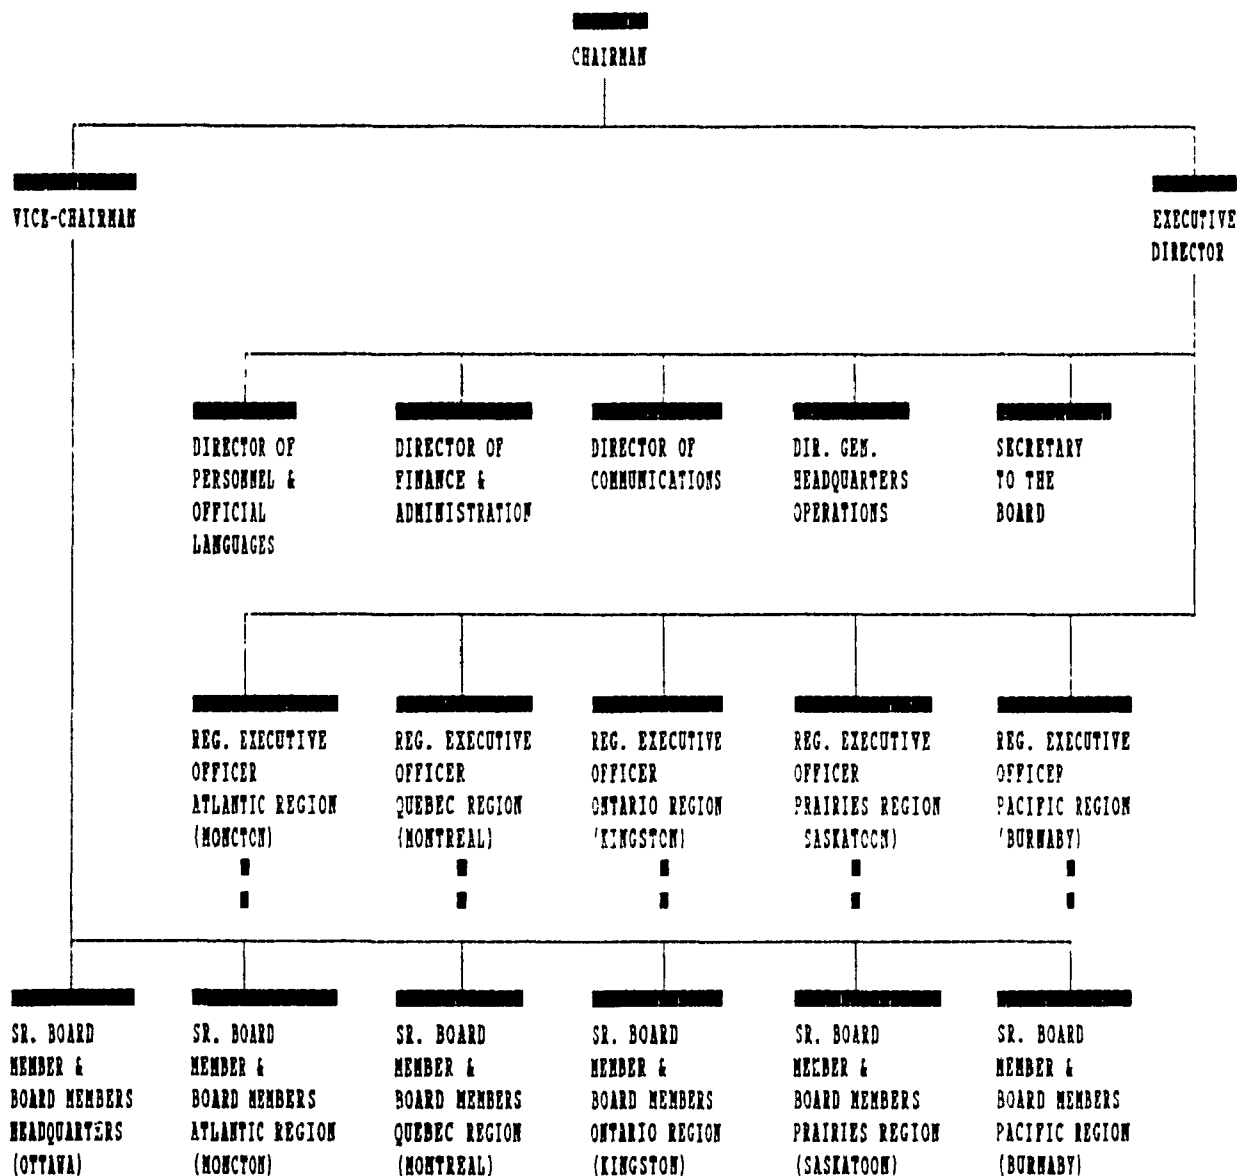 CHAIRMAN
VICE-CHAIRMAN
EXECUTIVE
DIRECTOR
DIRECTOR OF
PERSONNEL &
OFFICIAL
LANGUAGES
DIRECTOR OF
FINANCE &
ADMINISTRATION
DIRECTOR OF
COMMUNICATIONS
DIR. GEN.
HEADQUARTERS
OPERATIONS
SECRETARY
TO THE
BOARD
REG. EXECUTIVE
OFFICER
ATLANTIC REGION
(MONCTON)
REG. EXECUTIVE
OFFICER
QUEBEC REGION
(MONTREAL)
REG. EXECUTIVE
OFFICER
ONTARIO REGION
(KINGSTON)
REG. EXECUTIVE
OFFICER
PRAIRIES REGION
SASKATOON)
REG. EXECUTIVE
OFFICER
PACIFIC REGION
(BURNABY)
SR. BOARD
MEMBER &
BOARD MEMBERS
HEADQUARTERS
(OTTAWA)
SR. BOARD
MEMBER &
BOARD MEMBERS
ATLANTIC REGION
(MONCTON)
SR. BOARD
MEMBER &
BOARD MEMBERS
QUEBEC REGION
(MONTREAL)
SR. BOARD
MEMBER &
BOARD MEMBERS
ONTARIO REGION
(KINGSTON)
SR. BOARD
MEMBER &
BOARD MEMBERS
PRAIRIES REGION
(SASKATOON)
SR. BOARD
MEMBER &
BOARD MEMBERS
PACIFIC REGION
(BURNABY)